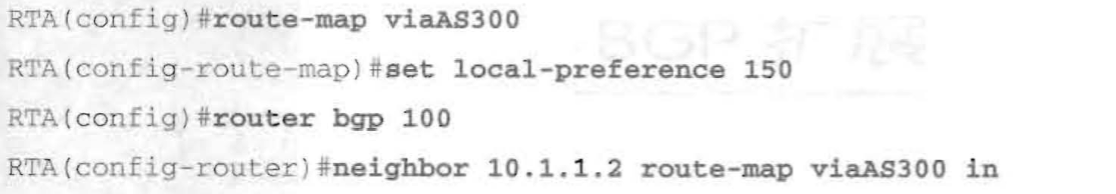 RTA(config)#route-map viaAS300
RTA(config-route-map)#set local-preference 150
RTA(config)#router bgp 100
RTA(config-router)#neighbor 10.1.1.2 route-map viaAS300 in